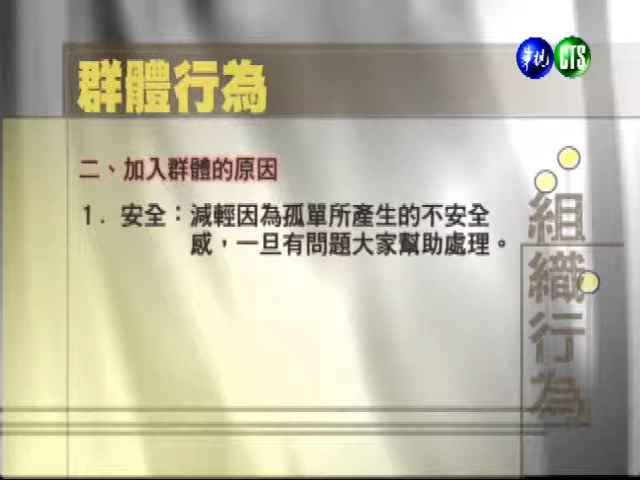 華視 CTS
群體行為
二、加入群體的原因
1. 安全：減輕因為孤單所產生的不安全
感，一旦有問題大家幫助處理。
組織行為